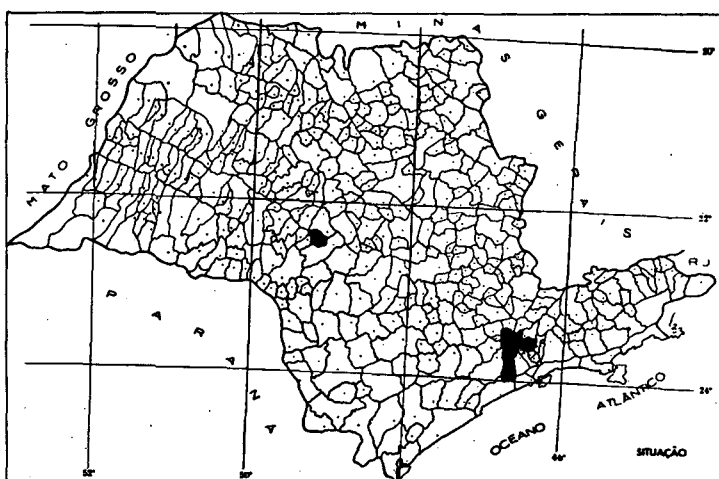 MINAS GERAIS
20°
MATO GROSSO
22°
RJ
PARANÁ
24°
OCEANO ATLANTICO
52°
50°
46°
SITUAÇÃO